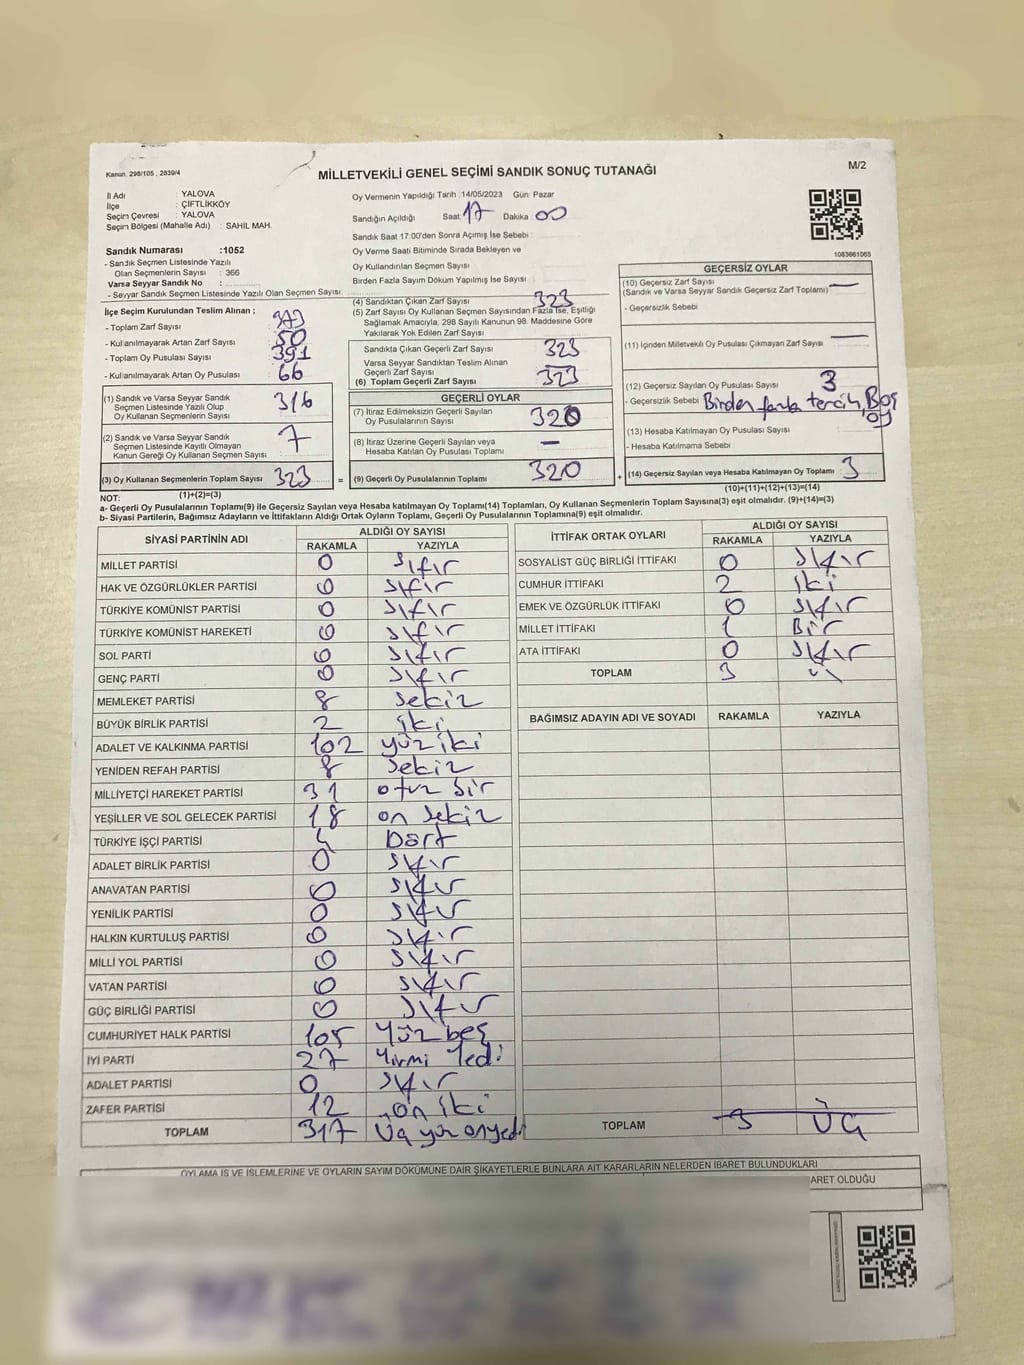 Kanun. 298/105 , 2839/4
MİLLETVEKİLİ GENEL SEÇİMİ SANDIK SONUÇ TUTANAĞI
M/2
İl Adı : YALOVA
İlçe : ÇİFTLİKKÖY
Seçim Çevresi : YALOVA
Seçim Bölgesi (Mahalle Adı) : SAHİL MAH.
Oy Vermenin Yapıldığı Tarih :14/05/2023 Gün: Pazar
Sandığın Açıldığı Saat: 17 Dakika : 00
Sandık Saat 17:00'den Sonra Açımış İse Sebebi :
Oy Verme Saati Bitiminde Sırada Bekleyen ve
Oy Kullandırılan Seçmen Sayısı
Birden Fazla Sayım Döküm Yapılmış İse Sayısı :
1083661065
Sandık Numarası :1052
- Sandık Seçmen Listesinde Yazılı
Olan Seçmenlerin Sayısı : 366
Varsa Seyyar Sandık No :
- Seyyar Sandık Seçmen Listesinde Yazılı Olan Seçmen Sayısı:
İlçe Seçim Kurulundan Teslim Alınan ;
- Toplam Zarf Sayısı : 373
- Kullanılmayarak Artan Zarf Sayısı : 50
- Toplam Oy Pusulası Sayısı : 391
- Kullanılmayarak Artan Oy Pusulası : 66
(1) Sandık ve Varsa Seyyar Sandık
Seçmen Listesinde Yazılı Olup
Oy Kullanan Seçmenlerin Sayısı : 316
(2) Sandık ve Varsa Seyyar Sandık
Seçmen Listesinde Kayıtlı Olmayan
Kanun Gereği Oy Kullanan Seçmen Sayısı : 7
(3) Oy Kullanan Seçmenlerin Toplam Sayısı : 323
(1)+(2)=(3)
(4) Sandıktan Çıkan Zarf Sayısı : 323
(5) Zarf Sayısı Oy Kullanan Seçmen Sayısından Fazla İse, Eşitliği
Sağlamak Amacıyla, 298 Sayılı Kanunun 98. Maddesine Göre
Yakılarak Yok Edilen Zarf Sayısı :
Sandıkta Çıkan Geçerli Zarf Sayısı : 323
Varsa Seyyar Sandıktan Teslim Alınan
Geçerli Zarf Sayısı
(6) Toplam Geçerli Zarf Sayısı : 323
GEÇERLİ OYLAR
(7) İtiraz Edilmeksizin Geçerli Sayılan
Oy Pusulalarının Sayısı : 320
(8) İtiraz Üzerine Geçerli Sayılan veya
Hesaba Katılan Oy Pusulası Toplamı : —
= (9) Geçerli Oy Pusulalarının Toplamı : 320
GEÇERSİZ OYLAR
(10) Geçersiz Zarf Sayısı
(Sandık ve Varsa Seyyar Sandık Geçersiz Zarf Toplamı) : —
- Geçersizlik Sebebi :
(11) İçinden Milletvekili Oy Pusulası Çıkmayan Zarf Sayısı : —
(12) Geçersiz Sayılan Oy Pusulası Sayısı : 3
- Geçersizlik Sebebi : Birden fazla tercih, Boş
oy
(13) Hesaba Katılmayan Oy Pusulası Sayısı :
- Hesaba Katılmama Sebebi :
+ (14) Geçersiz Sayılan veya Hesaba Katılmayan Oy Toplamı : 3
(10)+(11)+(12)+(13)=(14)
NOT:
a- Geçerli Oy Pusulalarının Toplamı(9) ile Geçersiz Sayılan veya Hesaba katılmayan Oy Toplamı(14) Toplamları, Oy Kullanan Seçmenlerin Toplam Sayısına(3) eşit olmalıdır. (9)+(14)=(3)
b- Siyasi Partilerin, Bağımsız Adayların ve İttifakların Aldığı Oyların Toplamı, Geçerli Oy Pusulalarının Toplamına(9) eşit olmalıdır.
SİYASİ PARTİNİN ADI ALDIĞI OY SAYISI
RAKAMLA YAZIYLA
MİLLET PARTİSİ 0 sıfır
HAK VE ÖZGÜRLÜKLER PARTİSİ 0 sıfır
TÜRKİYE KOMÜNİST PARTİSİ 0 sıfır
TÜRKİYE KOMÜNİST HAREKETİ 0 sıfır
SOL PARTİ 0 sıfır
GENÇ PARTİ 0 sıfır
MEMLEKET PARTİSİ 8 sekiz
BÜYÜK BİRLİK PARTİSİ 2 iki
ADALET VE KALKINMA PARTİSİ 102 yüz iki
YENİDEN REFAH PARTİSİ 8 sekiz
MİLLİYETÇİ HAREKET PARTİSİ 31 otuz bir
YEŞİLLER VE SOL GELECEK PARTİSİ 18 on sekiz
TÜRKİYE İŞÇİ PARTİSİ 4 Dört
ADALET BİRLİK PARTİSİ 0 sıfır
ANAVATAN PARTİSİ 0 sıfır
YENİLİK PARTİSİ 0 sıfır
HALKIN KURTULUŞ PARTİSİ 0 sıfır
MİLLİ YOL PARTİSİ 0 sıfır
VATAN PARTİSİ 0 sıfır
GÜÇ BİRLİĞİ PARTİSİ 0 sıfır
CUMHURİYET HALK PARTİSİ 105 Yüz beş
İYİ PARTİ 27 Yirmi Yedi
ADALET PARTİSİ 0 sıfır
ZAFER PARTİSİ 12 on iki
TOPLAM 317 Üç yüz onyedi
İTTİFAK ORTAK OYLARI ALDIĞI OY SAYISI
RAKAMLA YAZIYLA
SOSYALİST GÜÇ BİRLİĞİ İTTİFAKI 0 sıfır
CUMHUR İTTİFAKI 2 iki
EMEK VE ÖZGÜRLÜK İTTİFAKI 0 sıfır
MİLLET İTTİFAKI 1 Bir
ATA İTTİFAKI 0 sıfır
TOPLAM 3
BAĞIMSIZ ADAYIN ADI VE SOYADI RAKAMLA YAZIYLA
TOPLAM 3 Üç
OYLAMA İŞ VE İŞLEMLERİNE VE OYLARIN SAYIM DÖKÜMÜNE DAİR ŞİKAYETLERLE BUNLARA AİT KARARLARIN NELERDEN İBARET BULUNDUKLARI
ARET OLDUĞU